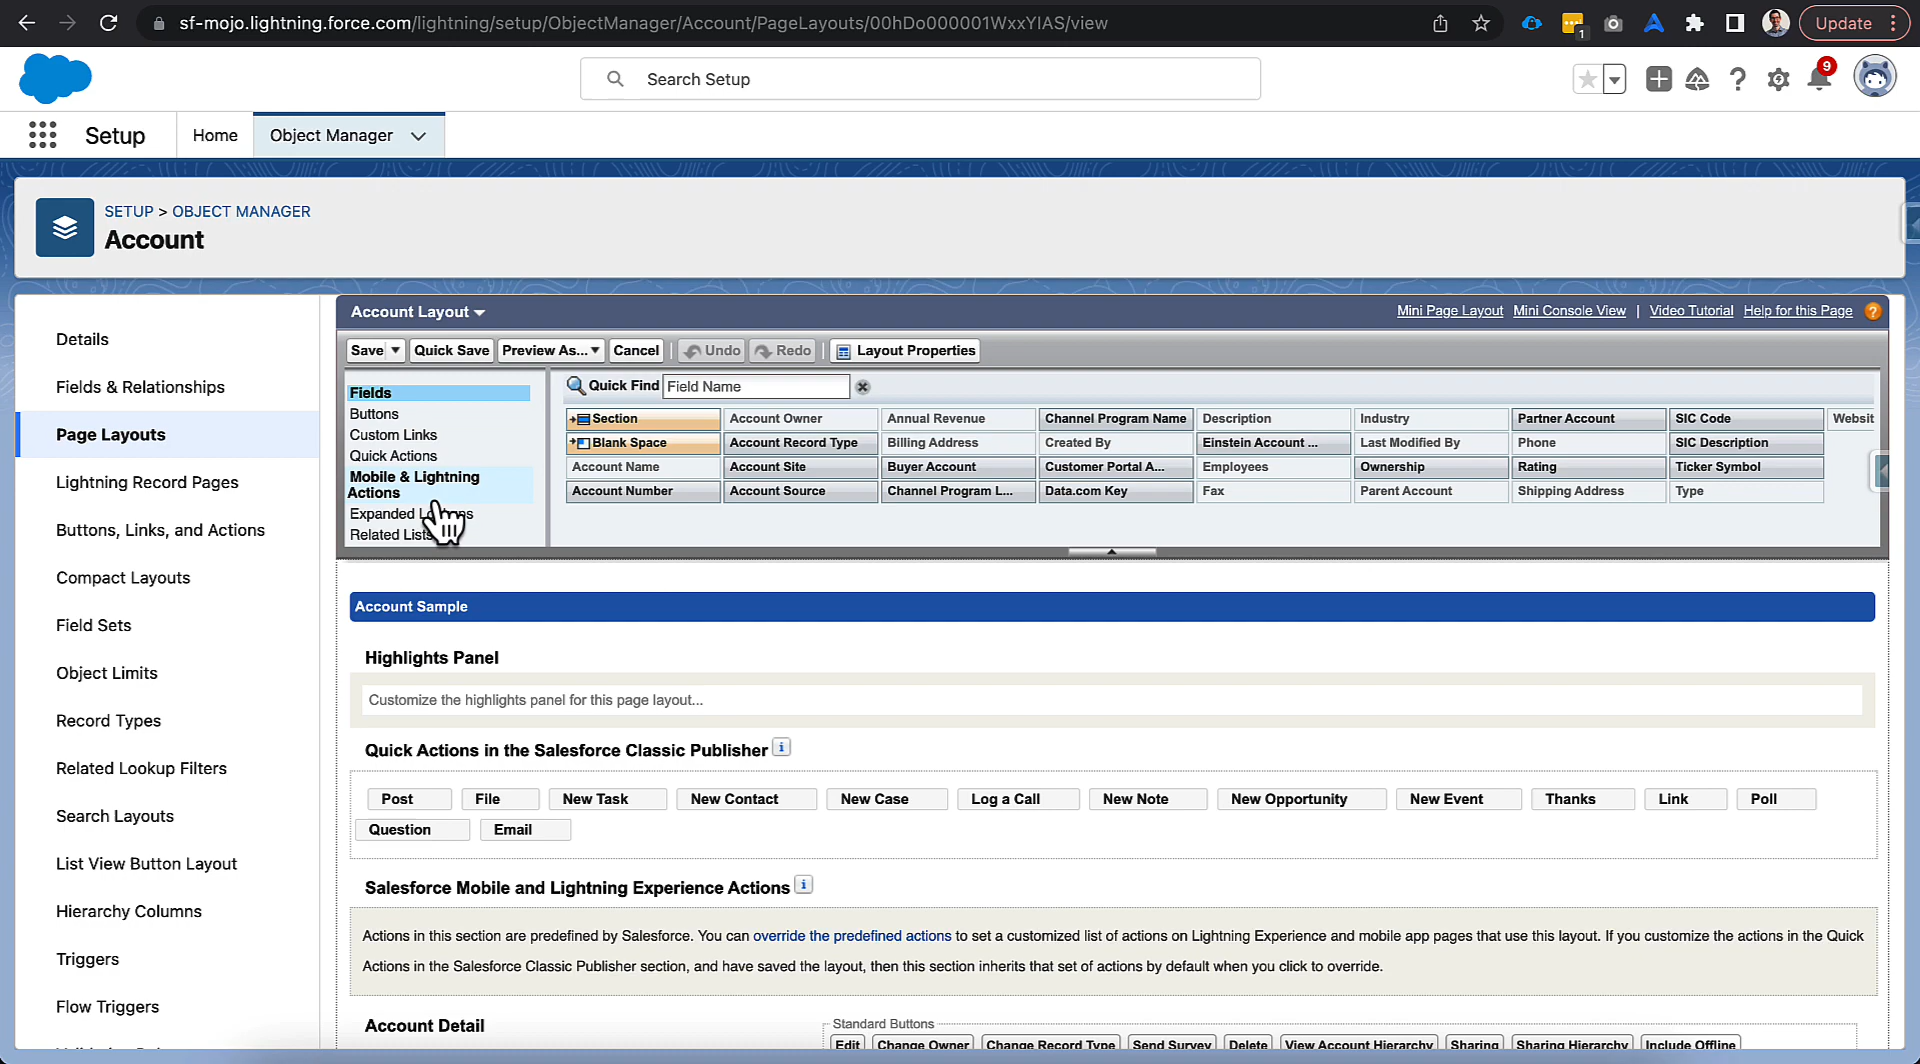 sf-mojo.lightning.force.com/lightning/setup/ObjectManager/Account/PageLayouts/00hDo000001WxxYIAS/view
1
Update
Search Setup
9
Setup
Home
Object Manager
SETUP > OBJECT MANAGER
Account
Details
Fields & Relationships
Page Layouts
Lightning Record Pages
Buttons, Links, and Actions
Compact Layouts
Field Sets
Object Limits
Record Types
Related Lookup Filters
Search Layouts
List View Button Layout
Hierarchy Columns
Triggers
Flow Triggers
Account Layout
Mini Page Layout Mini Console View | Video Tutorial Help for this Page ?
Save Quick Save Preview As... Cancel Undo Redo Layout Properties
Fields
Buttons
Custom Links
Quick Actions
Mobile & Lightning
Actions
Expanded
Related Lists
Quick Find Field Name
Section Account Owner Annual Revenue Channel Program Name Description Industry Partner Account SIC Code Websit
Blank Space Account Record Type Billing Address Created By Einstein Account ... Last Modified By Phone SIC Description
Account Name Account Site Buyer Account Customer Portal A... Employees Ownership Rating Ticker Symbol
Account Number Account Source Channel Program L... Data.com Key Fax Parent Account Shipping Address Type
Account Sample
Highlights Panel
Customize the highlights panel for this page layout...
Quick Actions in the Salesforce Classic Publisher i
Post File New Task New Contact New Case Log a Call New Note New Opportunity New Event Thanks Link Poll
Question Email
Salesforce Mobile and Lightning Experience Actions i
Actions in this section are predefined by Salesforce. You can override the predefined actions to set a customized list of actions on Lightning Experience and mobile app pages that use this layout. If you customize the actions in the Quick
Actions in the Salesforce Classic Publisher section, and have saved the layout, then this section inherits that set of actions by default when you click to override.
Account Detail
Standard Buttons
Edit Change Owner Change Record Type Send Survey Delete View Account Hierarchy Sharing Sharing Hierarchy Include Offline